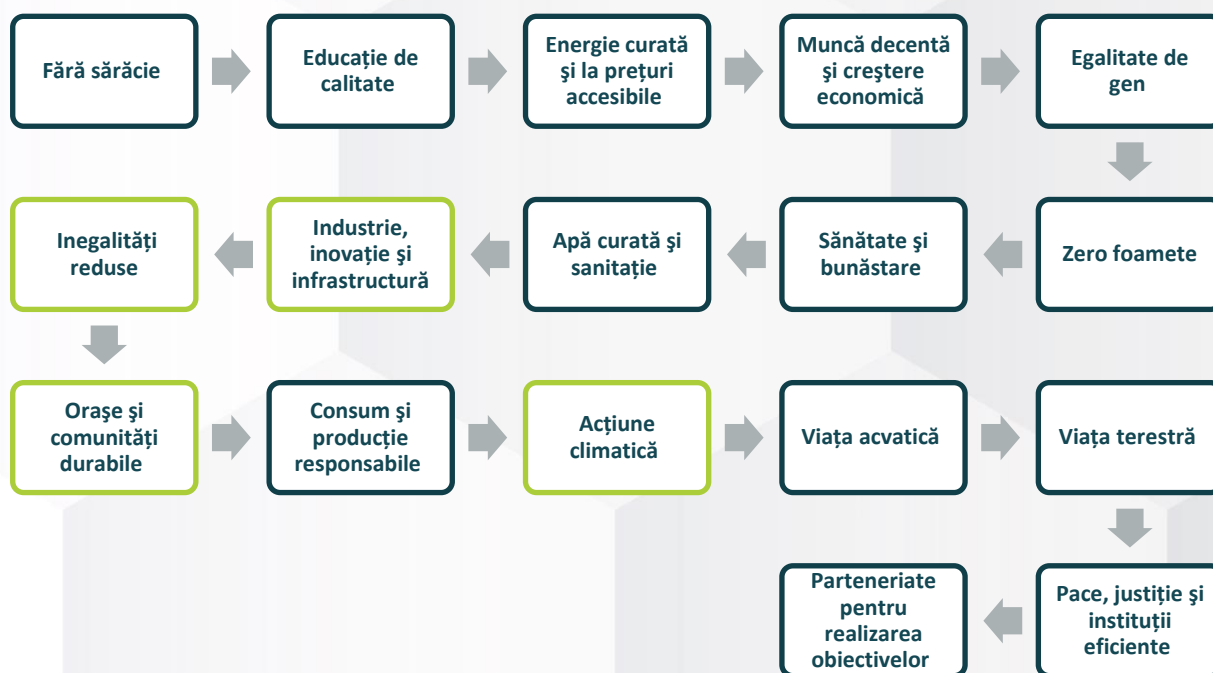 Fără sărăcie
Educație de
calitate
Energie curată
şi la prețuri
accesibile
Muncă decentă
şi creştere
economică
Egalitate de
gen
Zero foamete
Sănătate şi
bunăstare
Apă curată şi
sanitație
Industrie,
inovație şi
infrastructură
Inegalități
reduse
Oraşe şi
comunități
durabile
Consum şi
producție
responsabile
Acțiune
climatică
Viața acvatică
Viața terestră
Pace, justiție şi
instituții
eficiente
Parteneriate
pentru
realizarea
obiectivelor